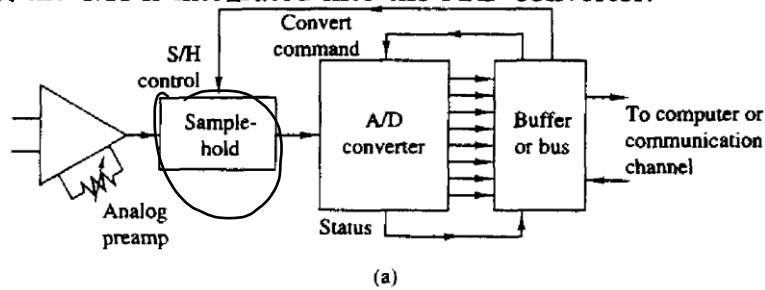 Convert
command
S/H
control
Sample-
hold
A/D
converter
Buffer
or bus
To computer or
communication
channel
Analog
preamp
Status
(a)